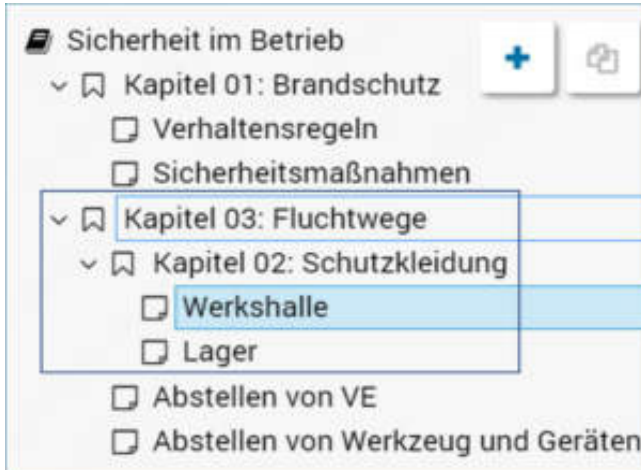 Sicherheit im Betrieb
Kapitel 01: Brandschutz
Verhaltensregeln
Sicherheitsmaßnahmen
Kapitel 03: Fluchtwege
Kapitel 02: Schutzkleidung
Werkshalle
Lager
Abstellen von VE
Abstellen von Werkzeug und Geräten